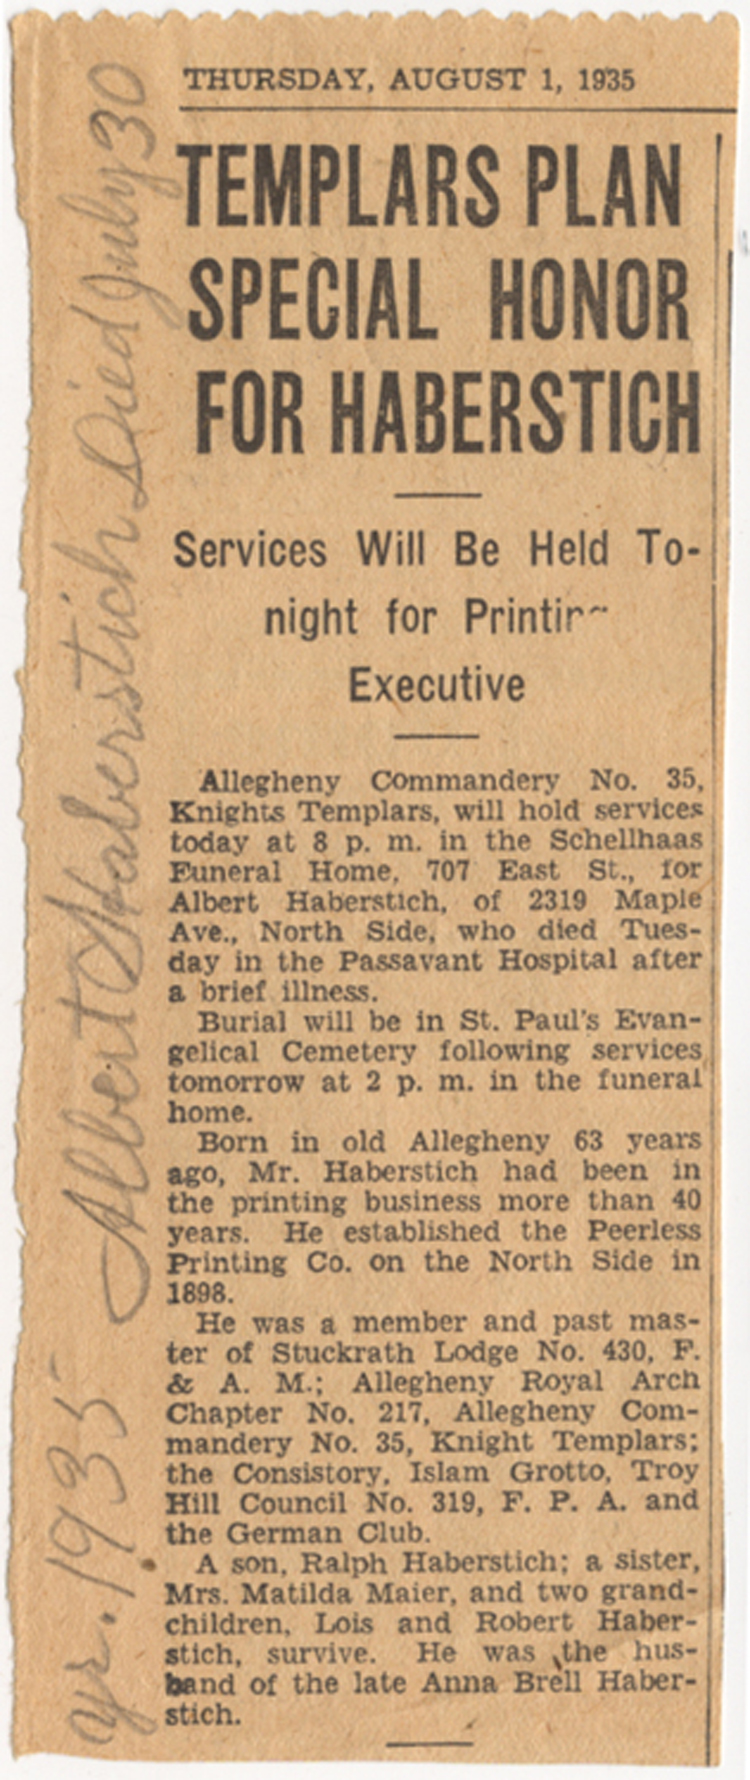 THURSDAY, AUGUST 1, 1935
TEMPLARS PLAN
SPECIAL HONOR
FOR HABERSTICH
Services Will Be Held To-
night for Printing
Executive
Allegheny Commandery No. 35,
Knights Templars, will hold services
today at 8 p. m. in the Schellhaas
Funeral Home, 707 East St., for
Albert Haberstich, of 2319 Maple
Ave., North Side, who died Tues-
day in the Passavant Hospital after
a brief illness.
Burial will be in St. Paul's Evan-
gelical Cemetery following services
tomorrow at 2 p. m. in the funeral
home.
Born in old Allegheny 63 years
ago, Mr. Haberstich had been in
the printing business more than 40
years. He established the Peerless
Printing Co. on the North Side in
1898.
He was a member and past mas-
ter of Stuckrath Lodge No. 430, F.
& A. M.; Allegheny Royal Arch
Chapter No. 217, Allegheny Com-
mandery No. 35, Knight Templars;
the Consistory, Islam Grotto, Troy
Hill Council No. 319, F. P. A. and
the German Club.
A son, Ralph Haberstich; a sister,
Mrs. Matilda Maier, and two grand-
children, Lois and Robert Haber-
stich, survive. He was the hus-
band of the late Anna Brell Haber-
stich.
yr. 1935 Albert Haberstich Died July 30